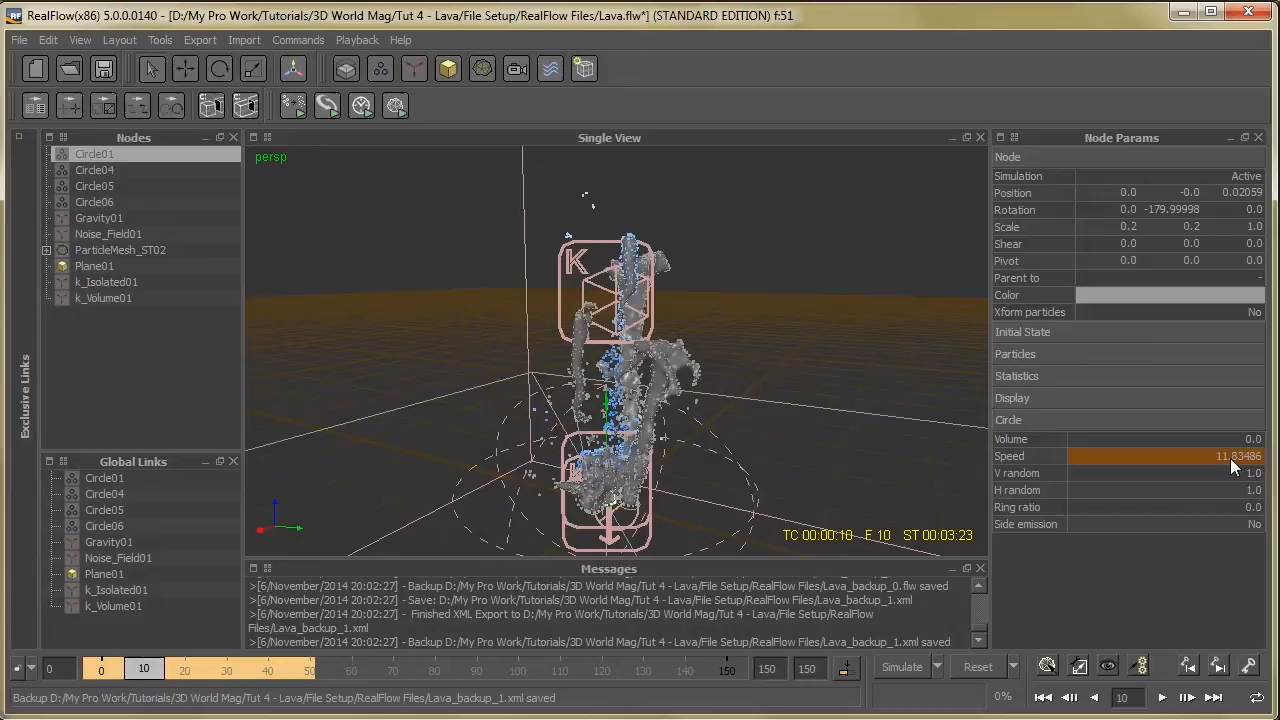 RealFlow(x86) 5.0.0.0140 - [D:/My Pro Work/Tutorials/3D World Mag/Tut 4 - Lava/File Setup/RealFlow Files/Lava.flw*] (STANDARD EDITION) f:51
File Edit View Layout Tools Export Import Commands Playback Help
Nodes
Circle01
Circle04
Circle05
Circle06
Gravity01
Noise_Field01
ParticleMesh_ST02
Plane01
k_Isolated01
k_Volume01
Exclusive Links
Global Links
Circle01
Circle04
Circle05
Circle06
Gravity01
Noise_Field01
Plane01
k_Isolated01
k_Volume01
Single View
persp
K
TC 00:00:10 F 10 ST 00:03:23
Messages
>[6/November/2014 20:02:27] - Backup D:/My Pro Work/Tutorials/3D World Mag/Tut 4 - Lava/File Setup/RealFlow Files/Lava_backup_0.flw saved
>[6/November/2014 20:02:27] - Save: D:/My Pro Work/Tutorials/3D World Mag/Tut 4 - Lava/File Setup/RealFlow Files/Lava_backup_1.xml
>[6/November/2014 20:02:27] - Finished XML Export to D:/My Pro Work/Tutorials/3D World Mag/Tut 4 - Lava/File Setup/RealFlow
Files/Lava_backup_1.xml
>[6/November/2014 20:02:27] - Backup D:/My Pro Work/Tutorials/3D World Mag/Tut 4 - Lava/File Setup/RealFlow Files/Lava_backup_1.xml saved
Node Params
Node
Simulation Active
Position 0.0 -0.0 0.02059
Rotation 0.0 -179.99998 0.0
Scale 0.2 0.2 1.0
Shear 0.0 0.0 0.0
Pivot 0.0 0.0 0.0
Parent to -
Color
Xform particles No
Initial State
Particles
Statistics
Display
Circle
Volume 0.0
Speed 11.83486
V random 1.0
H random 1.0
Ring ratio 0.0
Side emission No
0 0 10 20 30 40 50 60 70 80 90 100 110 120 130 140 150 150 150
Simulate Reset
Backup D:/My Pro Work/Tutorials/3D World Mag/Tut 4 - Lava/File Setup/RealFlow Files/Lava_backup_1.xml saved
0% 10